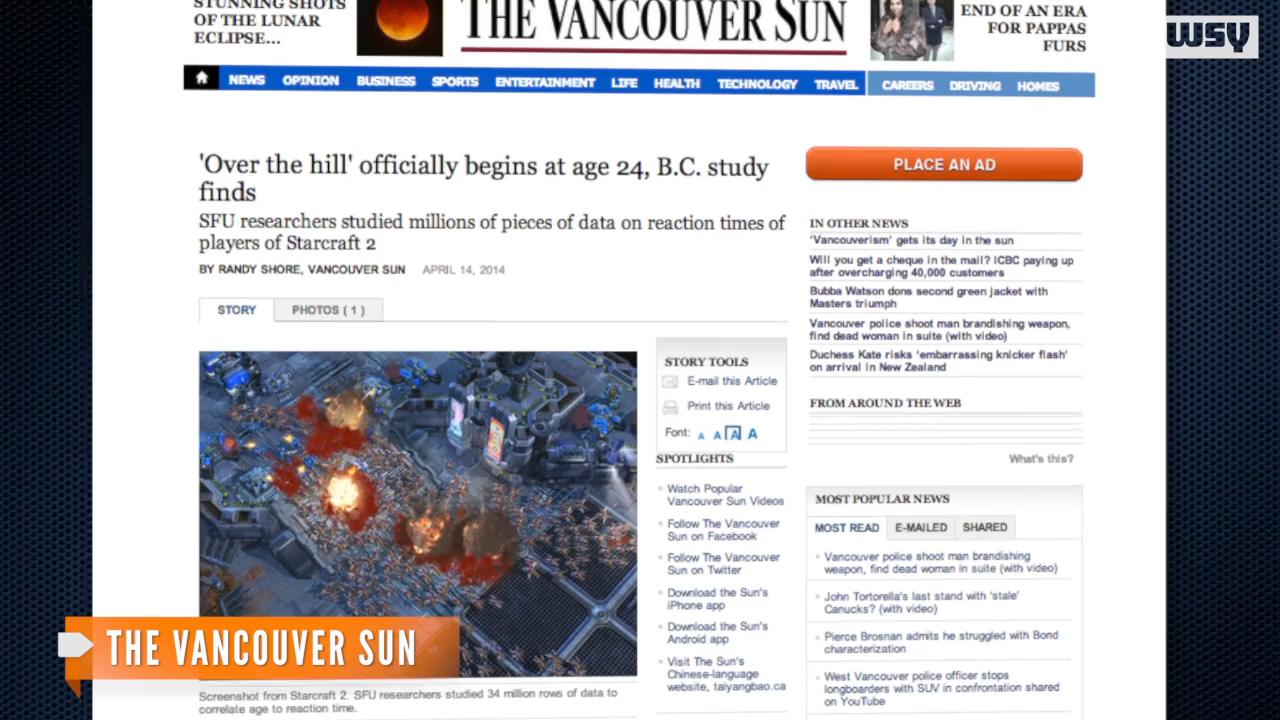 STUNNING SHOTS
OF THE LUNAR
ECLIPSE...
THE VANCOUVER SUN
END OF AN ERA
FOR PAPPAS
FURS
WSY
NEWS OPINION BUSINESS SPORTS ENTERTAINMENT LIFE HEALTH TECHNOLOGY TRAVEL CAREERS DRIVING HOMES
'Over the hill' officially begins at age 24, B.C. study
finds
SFU researchers studied millions of pieces of data on reaction times of
players of Starcraft 2
BY RANDY SHORE, VANCOUVER SUN APRIL 14, 2014
STORY PHOTOS ( 1 )
STORY TOOLS
E-mail this Article
Print this Article
Font: A A A A
SPOTLIGHTS
Watch Popular
Vancouver Sun Videos
Follow The Vancouver
Sun on Facebook
Follow The Vancouver
Sun on Twitter
Download the Sun's
iPhone app
Download the Sun's
Android app
Visit The Sun's
Chinese-language
website, taiyangbao.ca
PLACE AN AD
IN OTHER NEWS
'Vancouverism' gets its day in the sun
Will you get a cheque in the mail? ICBC paying up
after overcharging 40,000 customers
Bubba Watson dons second green jacket with
Masters triumph
Vancouver police shoot man brandishing weapon,
find dead woman in suite (with video)
Duchess Kate risks 'embarrassing knicker flash'
on arrival in New Zealand
FROM AROUND THE WEB
What's this?
MOST POPULAR NEWS
MOST READ E-MAILED SHARED
Vancouver police shoot man brandishing
weapon, find dead woman in suite (with video)
John Tortorella's last stand with 'stale'
Canucks? (with video)
Pierce Brosnan admits he struggled with Bond
characterization
West Vancouver police officer stops
longboarders with SUV in confrontation shared
on YouTube
THE VANCOUVER SUN
Screenshot from Starcraft 2. SFU researchers studied 34 million rows of data to
correlate age to reaction time.